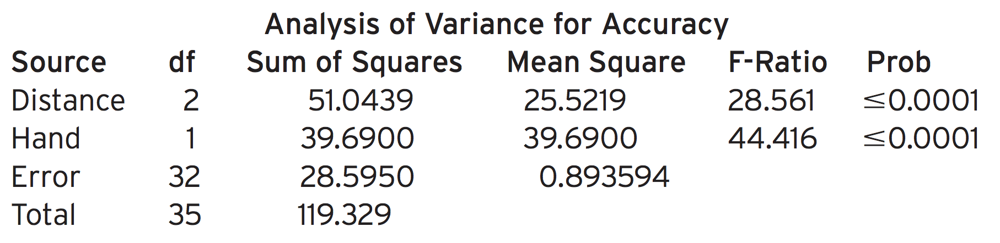 Analysis of Variance for Accuracy
Source df Sum of Squares Mean Square F-Ratio Prob
Distance 2 51.0439 25.5219 28.561 ≤0.0001
Hand 1 39.6900 39.6900 44.416 ≤0.0001
Error 32 28.5950 0.893594
Total 35 119.329